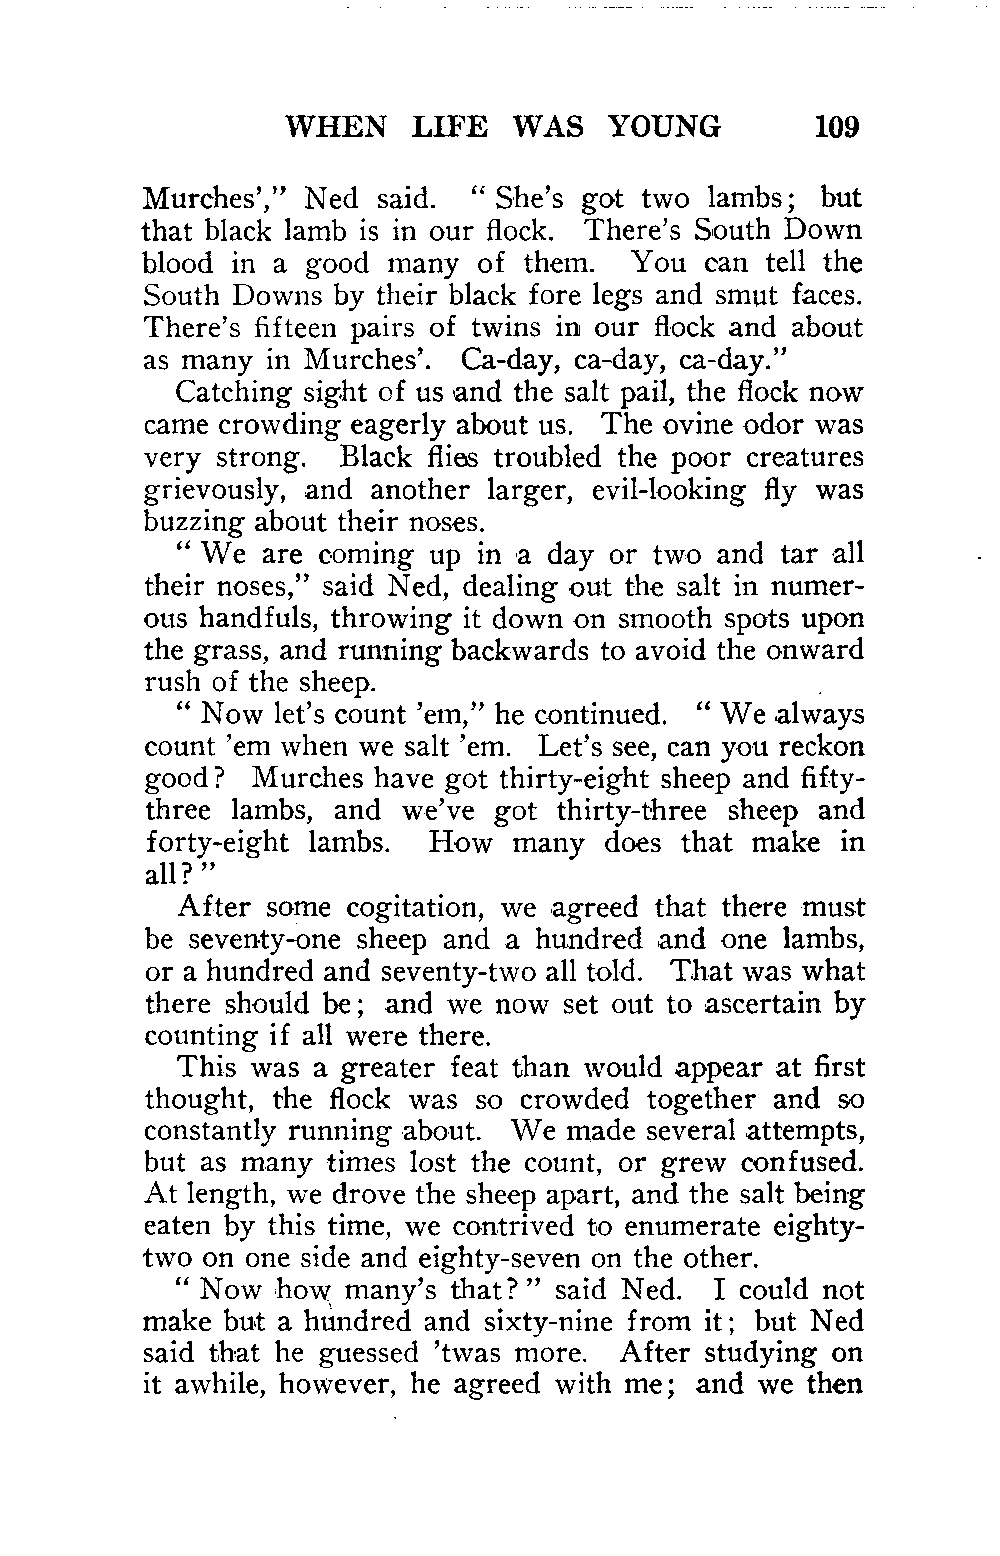 WHEN LIFE WAS YOUNG 109
Murches'," Ned said. " She's got two lambs; but
that black lamb is in our flock. There's South Down
blood in a good many of them. You can tell the
South Downs by their black fore legs and smut faces.
There's fifteen pairs of twins in our flock and about
as many in Murches'. Ca-day, ca-day, ca-day."
Catching sight of us and the salt pail, the flock now
came crowding eagerly about us. The ovine odor was
very strong. Black flies troubled the poor creatures
grievously, and another larger, evil-looking fly was
buzzing about their noses.
" We are coming up in a day or two and tar all
their noses," said Ned, dealing out the salt in numer-
ous handfuls, throwing it down on smooth spots upon
the grass, and running backwards to avoid the onward
rush of the sheep.
" Now let's count 'em," he continued. " We always
count 'em when we salt 'em. Let's see, can you reckon
good? Murches have got thirty-eight sheep and fifty-
three lambs, and we've got thirty-three sheep and
forty-eight lambs. How many does that make in
all? "
After some cogitation, we agreed that there must
be seventy-one sheep and a hundred and one lambs,
or a hundred and seventy-two all told. That was what
there should be; and we now set out to ascertain by
counting if all were there.
This was a greater feat than would appear at first
thought, the flock was so crowded together and so
constantly running about. We made several attempts,
but as many times lost the count, or grew confused.
At length, we drove the sheep apart, and the salt being
eaten by this time, we contrived to enumerate eighty-
two on one side and eighty-seven on the other.
" Now how many's that? " said Ned. I could not
make but a hundred and sixty-nine from it; but Ned
said that he guessed 'twas more. After studying on
it awhile, however, he agreed with me; and we then